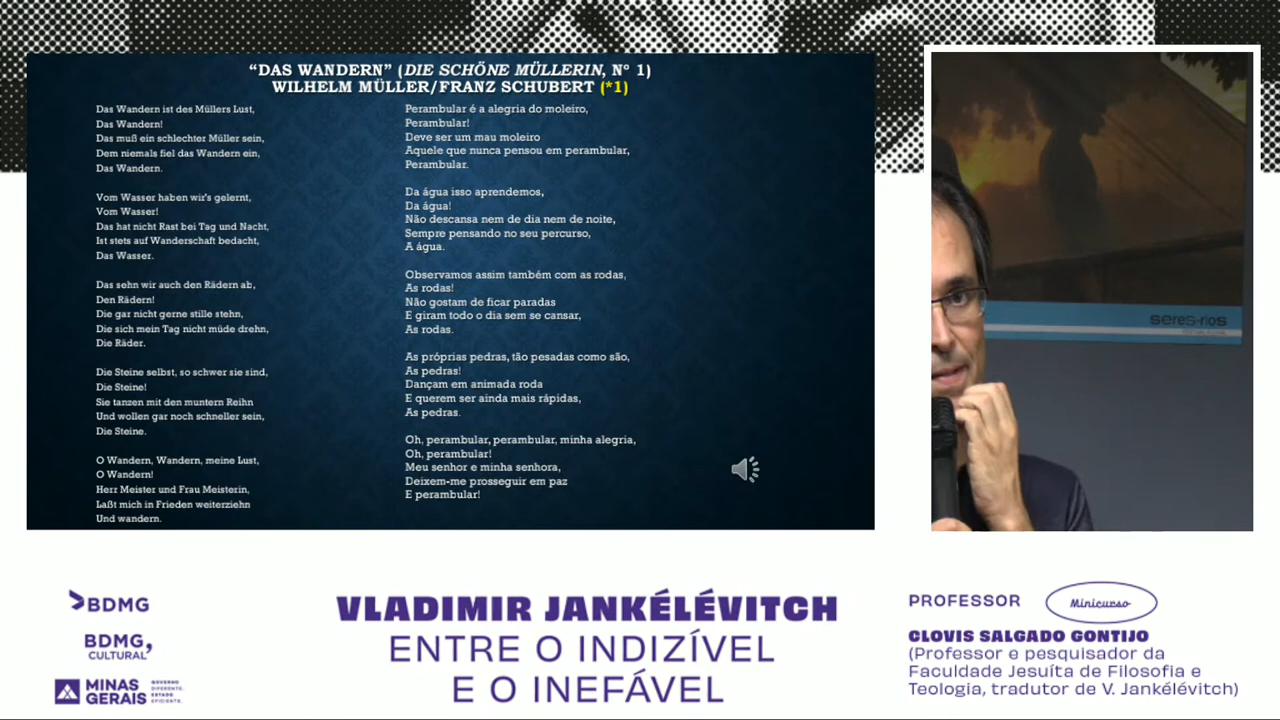 “DAS WANDERN” (DIE SCHÖNE MÜLLERIN, N° 1)
WILHELM MÜLLER/FRANZ SCHUBERT (*1)
Das Wandern ist des Müllers Lust,
Das Wandern!
Das muß ein schlechter Müller sein,
Dem niemals fiel das Wandern ein,
Das Wandern.
Vom Wasser haben wir's gelernt,
Vom Wasser!
Das hat nicht Rast bei Tag und Nacht,
Ist stets auf Wanderschaft bedacht,
Das Wasser.
Das sehn wir auch den Rädern ab,
Den Rädern!
Die gar nicht gerne stille stehn,
Die sich mein Tag nicht müde drehn,
Die Räder.
Die Steine selbst, so schwer sie sind,
Die Steine!
Sie tanzen mit den muntern Reihn
Und wollen gar noch schneller sein,
Die Steine.
O Wandern, Wandern, meine Lust,
O Wandern!
Herr Meister und Frau Meisterin,
Laßt mich in Frieden weiterziehn
Und wandern.
Perambular é a alegria do moleiro,
Perambular!
Deve ser um mau moleiro
Aquele que nunca pensou em perambular,
Perambular.
Da água isso aprendemos,
Da água!
Não descansa nem de dia nem de noite,
Sempre pensando no seu percurso,
A água.
Observamos assim também com as rodas,
As rodas!
Não gostam de ficar paradas
E giram todo o dia sem se cansar,
As rodas.
As próprias pedras, tão pesadas como são,
As pedras!
Dançam em animada roda
E querem ser ainda mais rápidas,
As pedras.
Oh, perambular, perambular, minha alegria,
Oh, perambular!
Meu senhor e minha senhora,
Deixem-me prosseguir em paz
E perambular!
seres-rios
BDMG
BDMG
CULTURAL
MINAS
GERAIS
GOVERNO
DIFERENTE.
ESTADO
EFICIENTE.
VLADIMIR JANKÉLÉVITCH
ENTRE O INDIZÍVEL
E O INEFÁVEL
PROFESSOR
Minicurso
CLOVIS SALGADO GONTIJO
(Professor e pesquisador da
Faculdade Jesuíta de Filosofia e
Teologia, tradutor de V. Jankélévitch)